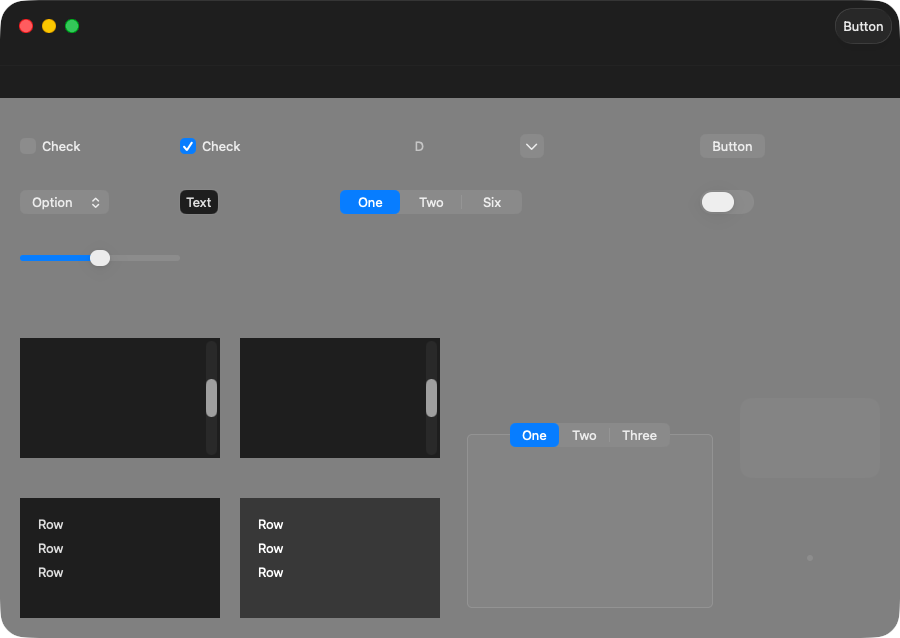 Button
Check
Check
D
Button
Option
Text
One
Two
Six
One
Two
Three
Row
Row
Row
Row
Row
Row